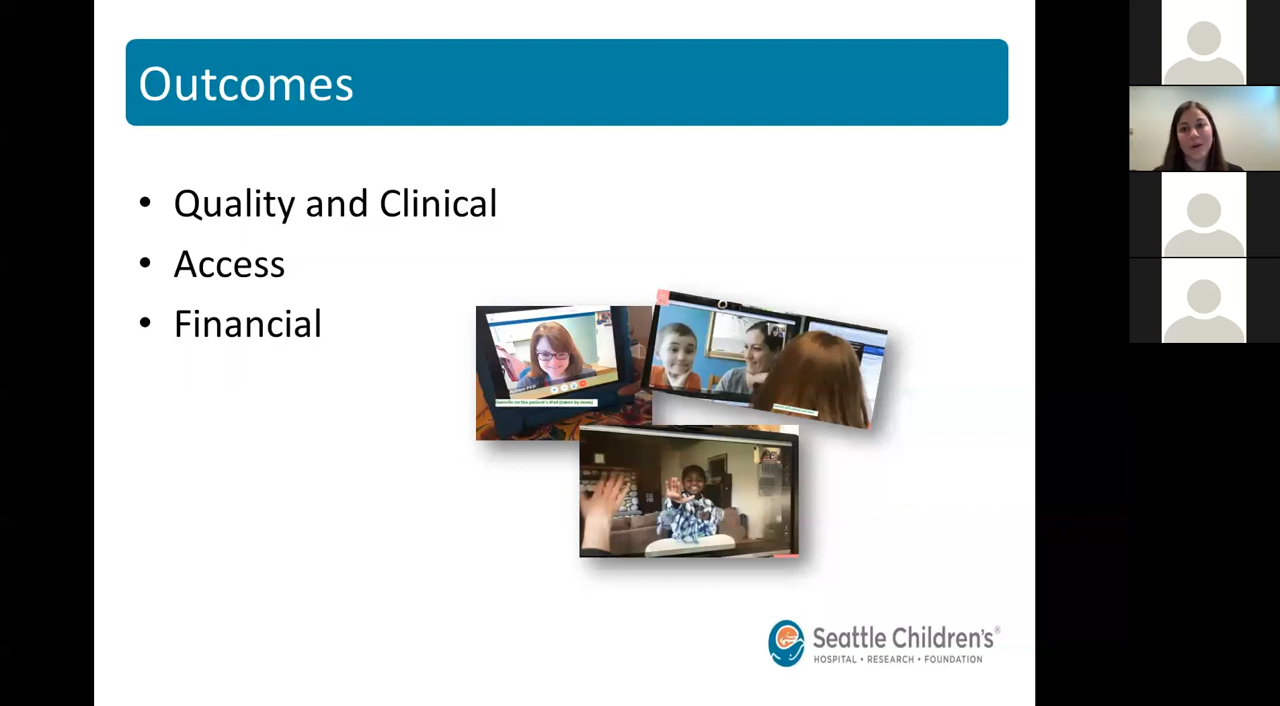 Outcomes
• Quality and Clinical
• Access
• Financial
Seattle Children's®
HOSPITAL • RESEARCH • FOUNDATION